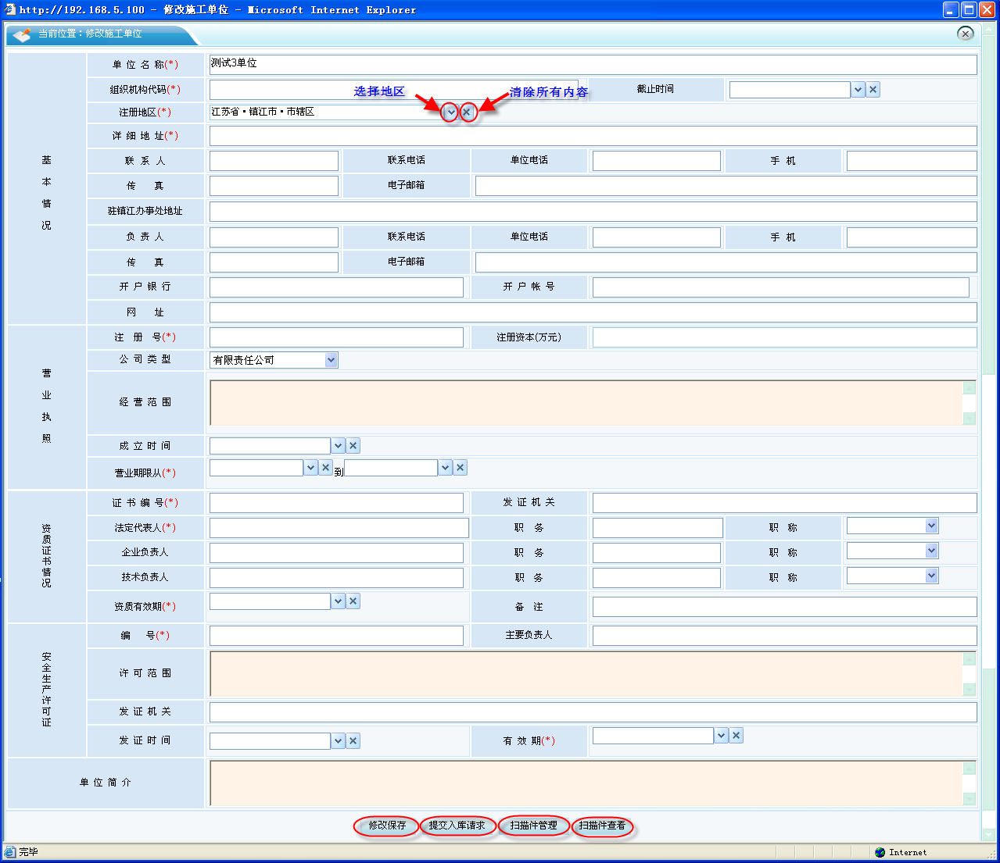 http://192.168.5.100 - 修改施工单位 - Microsoft Internet Explorer
当前位置：修改施工单位
基本情况
单 位 名 称(*) 测试3单位
组织机构代码(*) 截止时间
选择地区 清除所有内容
注册地区(*) 江苏省·镇江市·市辖区
详 细 地 址(*)
联 系 人 联系电话 单位电话 手 机
传 真 电子邮箱
驻镇江办事处地址
负 责 人 联系电话 单位电话 手 机
传 真 电子邮箱
开 户 银 行 开 户 帐 号
网 址
营业执照
注 册 号(*) 注册资本(万元)
公 司 类 型 有限责任公司
经 营 范 围
成 立 时 间
营业期限从(*) 到
资质证书情况
证 书 编 号(*) 发 证 机 关
法定代表人(*) 职 务 职 称
企业负责人 职 务 职 称
技术负责人 职 务 职 称
资质有效期(*) 备 注
安全生产许可证
编 号(*) 主要负责人
许 可 范 围
发 证 机 关
发 证 时 间 有 效 期(*)
单 位 简 介
修改保存 提交入库请求 扫描件管理 扫描件查看
完毕 Internet